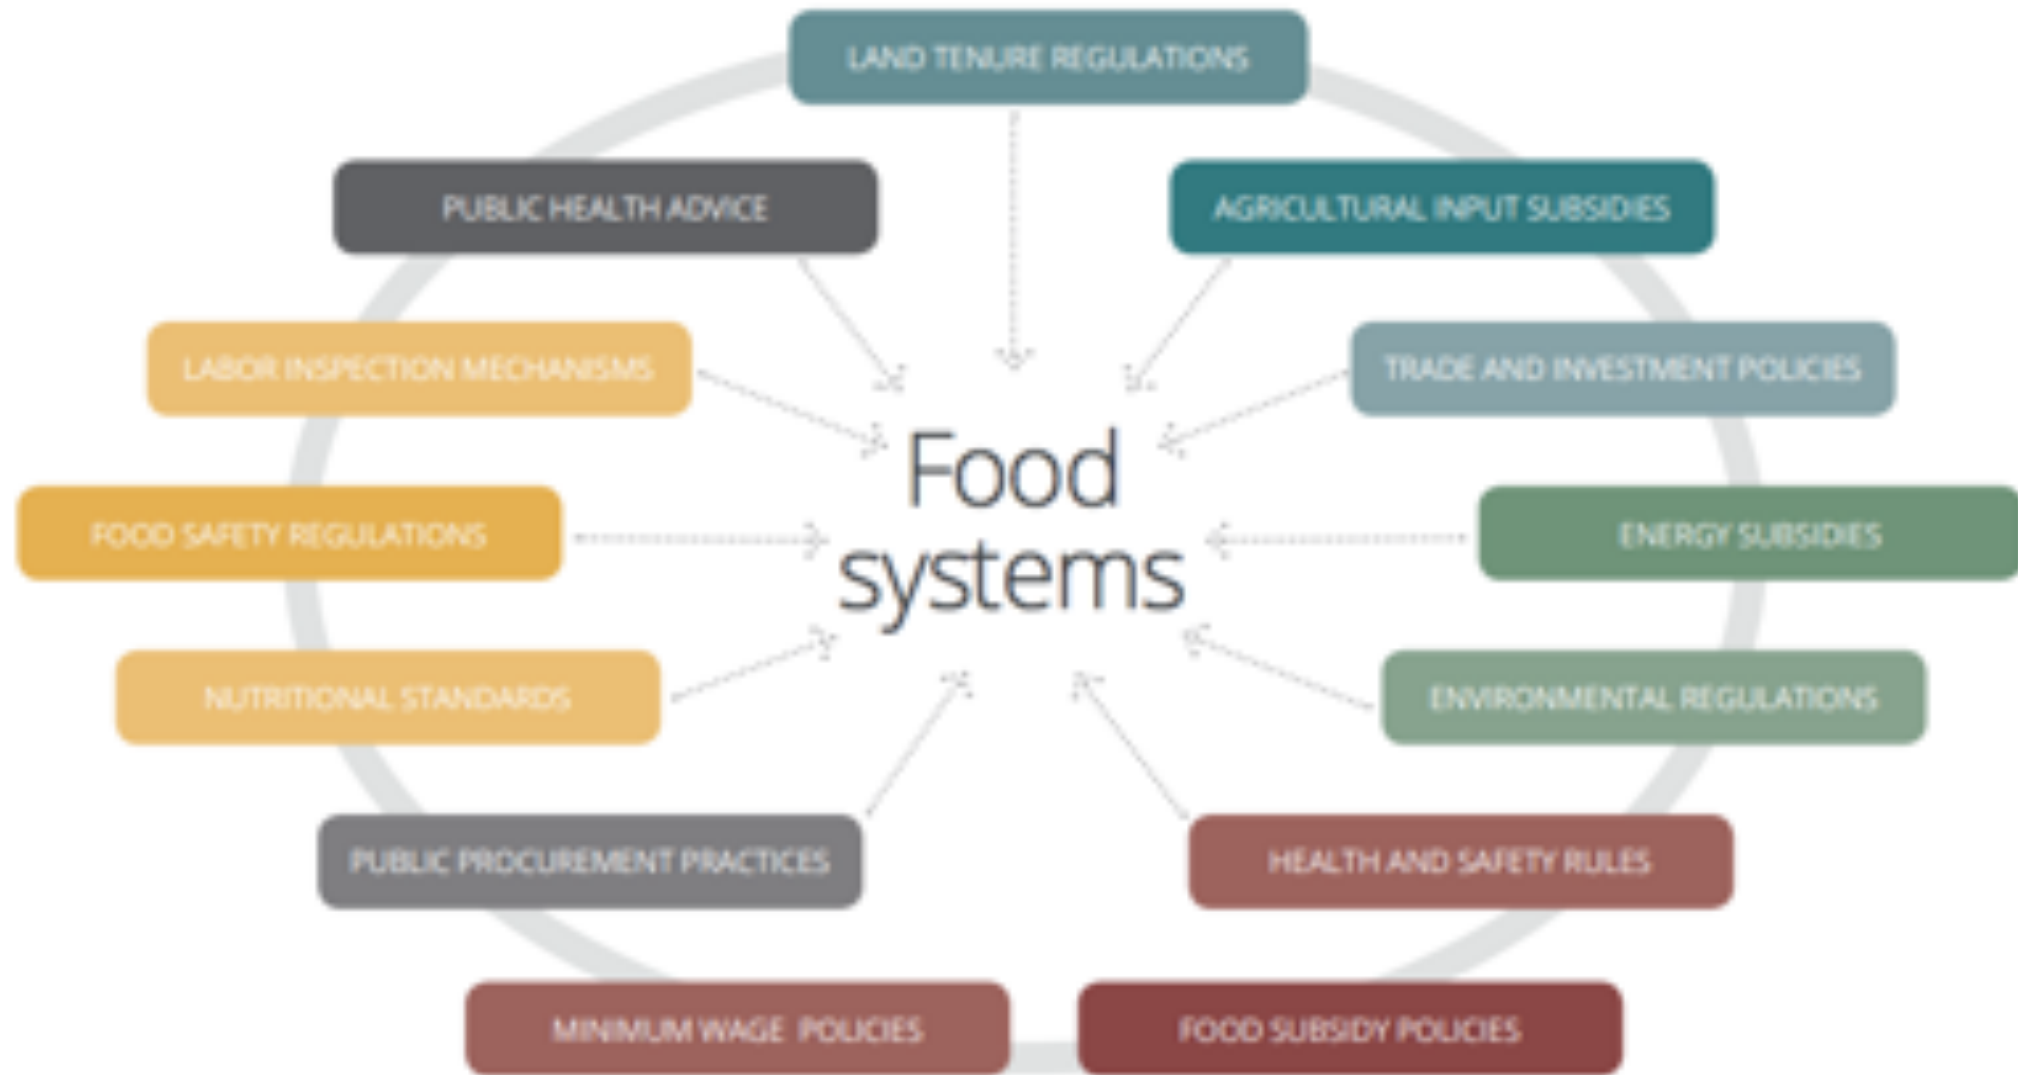 LAND TENURE REGULATIONS
PUBLIC HEALTH ADVICE
AGRICULTURAL INPUT SUBSIDIES
LABOR INSPECTION MECHANISMS
TRADE AND INVESTMENT POLICIES
Food
systems
FOOD SAFETY REGULATIONS
ENERGY SUBSIDIES
NUTRITIONAL STANDARDS
ENVIRONMENTAL REGULATIONS
PUBLIC PROCUREMENT PRACTICES
HEALTH AND SAFETY RULES
MINIMUM WAGE POLICIES
FOOD SUBSIDY POLICIES